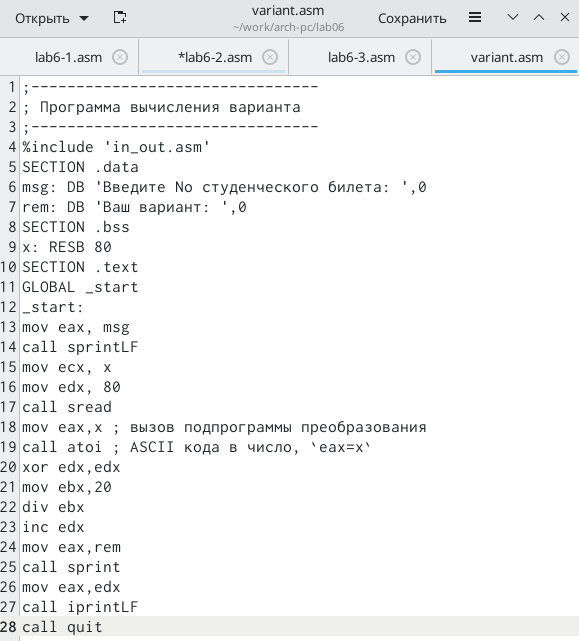 Открыть
variant.asm
~/work/arch-pc/lab06
Сохранить
lab6-1.asm
*lab6-2.asm
lab6-3.asm
variant.asm
1 ;--------------------------------
2 ; Программа вычисления варианта
3 ;--------------------------------
4 %include 'in_out.asm'
5 SECTION .data
6 msg: DB 'Введите No студенческого билета: ',0
7 rem: DB 'Ваш вариант: ',0
8 SECTION .bss
9 x: RESB 80
10 SECTION .text
11 GLOBAL _start
12 _start:
13 mov eax, msg
14 call sprintLF
15 mov ecx, x
16 mov edx, 80
17 call sread
18 mov eax,x ; вызов подпрограммы преобразования
19 call atoi ; ASCII кода в число, `eax=x`
20 xor edx,edx
21 mov ebx,20
22 div ebx
23 inc edx
24 mov eax,rem
25 call sprint
26 mov eax,edx
27 call iprintLF
28 call quit